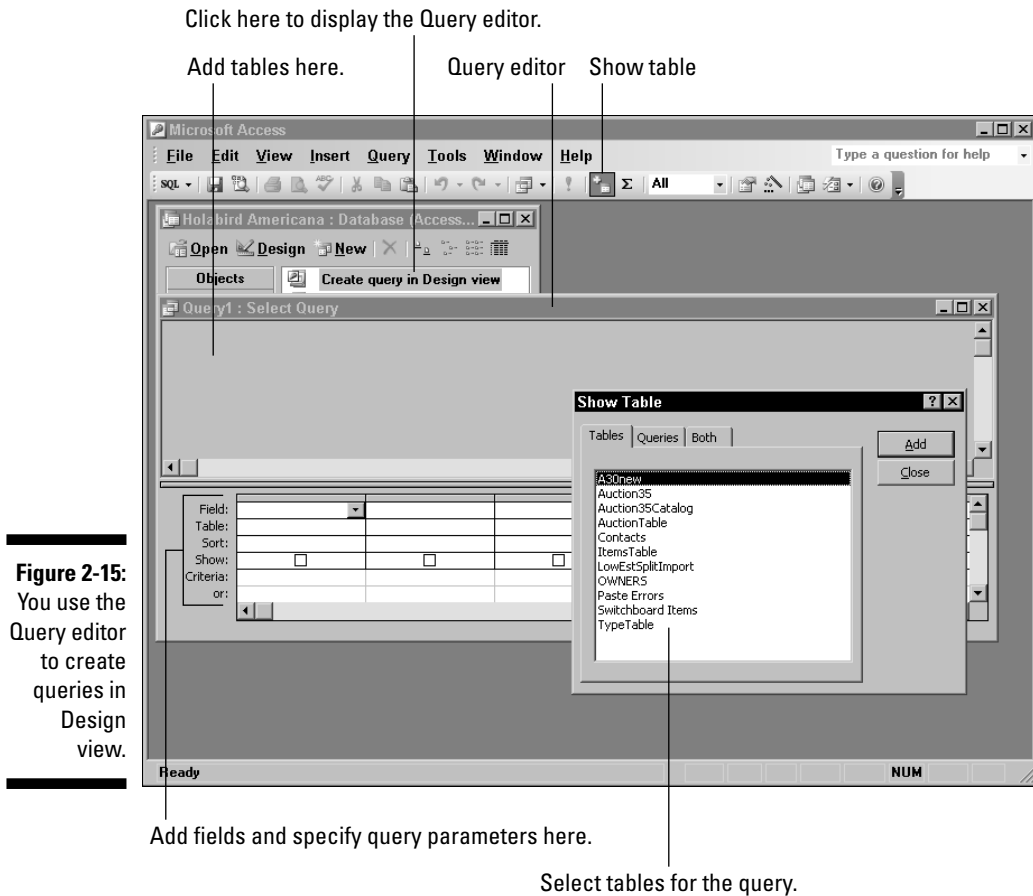 Click here to display the Query editor.
Add tables here.
Query editor
Show table
Microsoft Access
File Edit View Insert Query Tools Window Help
Type a question for help
SQL
Σ All
Holabird Americana : Database (Access...
Open Design New
Objects
Create query in Design view
Query1 : Select Query
Show Table
Tables Queries Both
Add
Close
A30new
Auction35
Auction35Catalog
AuctionTable
Contacts
ItemsTable
LowEstSplitImport
OWNERS
Paste Errors
Switchboard Items
TypeTable
Field:
Table:
Sort:
Show:
Criteria:
or:
Figure 2-15:
You use the
Query editor
to create
queries in
Design
view.
Ready
NUM
Add fields and specify query parameters here.
Select tables for the query.